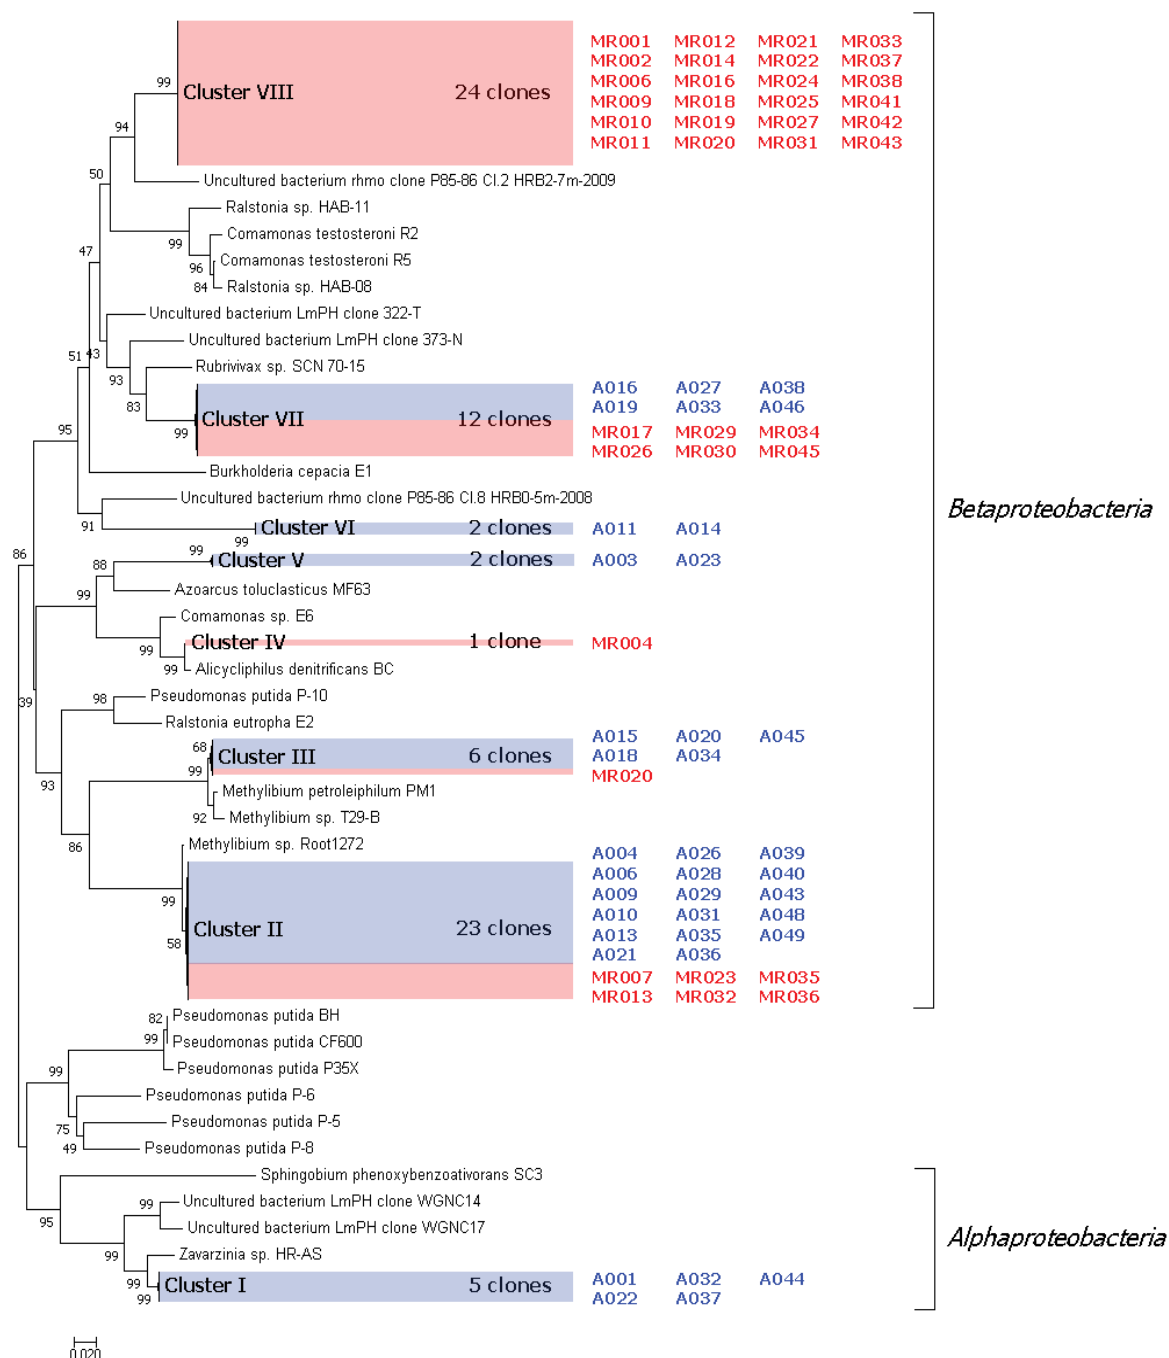 MR001 MR012 MR021 MR033
MR002 MR014 MR022 MR037
99 Cluster VIII 24 clones MR006 MR016 MR024 MR038
MR009 MR018 MR025 MR041
MR010 MR019 MR027 MR042
MR011 MR020 MR031 MR043
94
50
Uncultured bacterium rhmo clone P85-86 Cl.2 HRB2-7m-2009
Ralstonia sp. HAB-11
99
Comamonas testosteroni R2
47
96
Comamonas testosteroni R5
84
Ralstonia sp. HAB-08
Uncultured bacterium LmPH clone 322-T
Uncultured bacterium LmPH clone 373-N
51
43
Rubrivivax sp. SCN 70-15
93
83
A016 A027 A038
A019 A033 A046
99 Cluster VII 12 clones
MR017 MR029 MR034
MR026 MR030 MR045
95
Burkholderia cepacia E1
Uncultured bacterium rhmo clone P85-86 Cl.8 HRB0-5m-2008
Betaproteobacteria
91
99 Cluster VI 2 clones A011 A014
86
99 Cluster V 2 clones A003 A023
88
Azoarcus toluclasticus MF63
99
Comamonas sp. E6
99
Cluster IV 1 clone MR004
99
Alicycliphilus denitrificans BC
39
98
Pseudomonas putida P-10
Ralstonia eutropha E2
A015 A020 A045
68 Cluster III 6 clones A018 A034
99
MR020
93
Methylibium petroleiphilum PM1
92
Methylibium sp. T29-B
86
Methylibium sp. Root1272
A004 A026 A039
A006 A028 A040
99
A009 A029 A043
A010 A031 A048
58 Cluster II 23 clones
A013 A035 A049
A021 A036
MR007 MR023 MR035
MR013 MR032 MR036
82
Pseudomonas putida BH
99
Pseudomonas putida CF600
Pseudomonas putida P35X
99
Pseudomonas putida P-6
75
Pseudomonas putida P-5
49
Pseudomonas putida P-8
Sphingobium phenoxybenzoativorans SC3
95
99
Uncultured bacterium LmPH clone WGNC14
Uncultured bacterium LmPH clone WGNC17
Alphaproteobacteria
99
Zavarzinia sp. HR-AS
99
99 Cluster I 5 clones A001 A032 A044
A022 A037
0.020